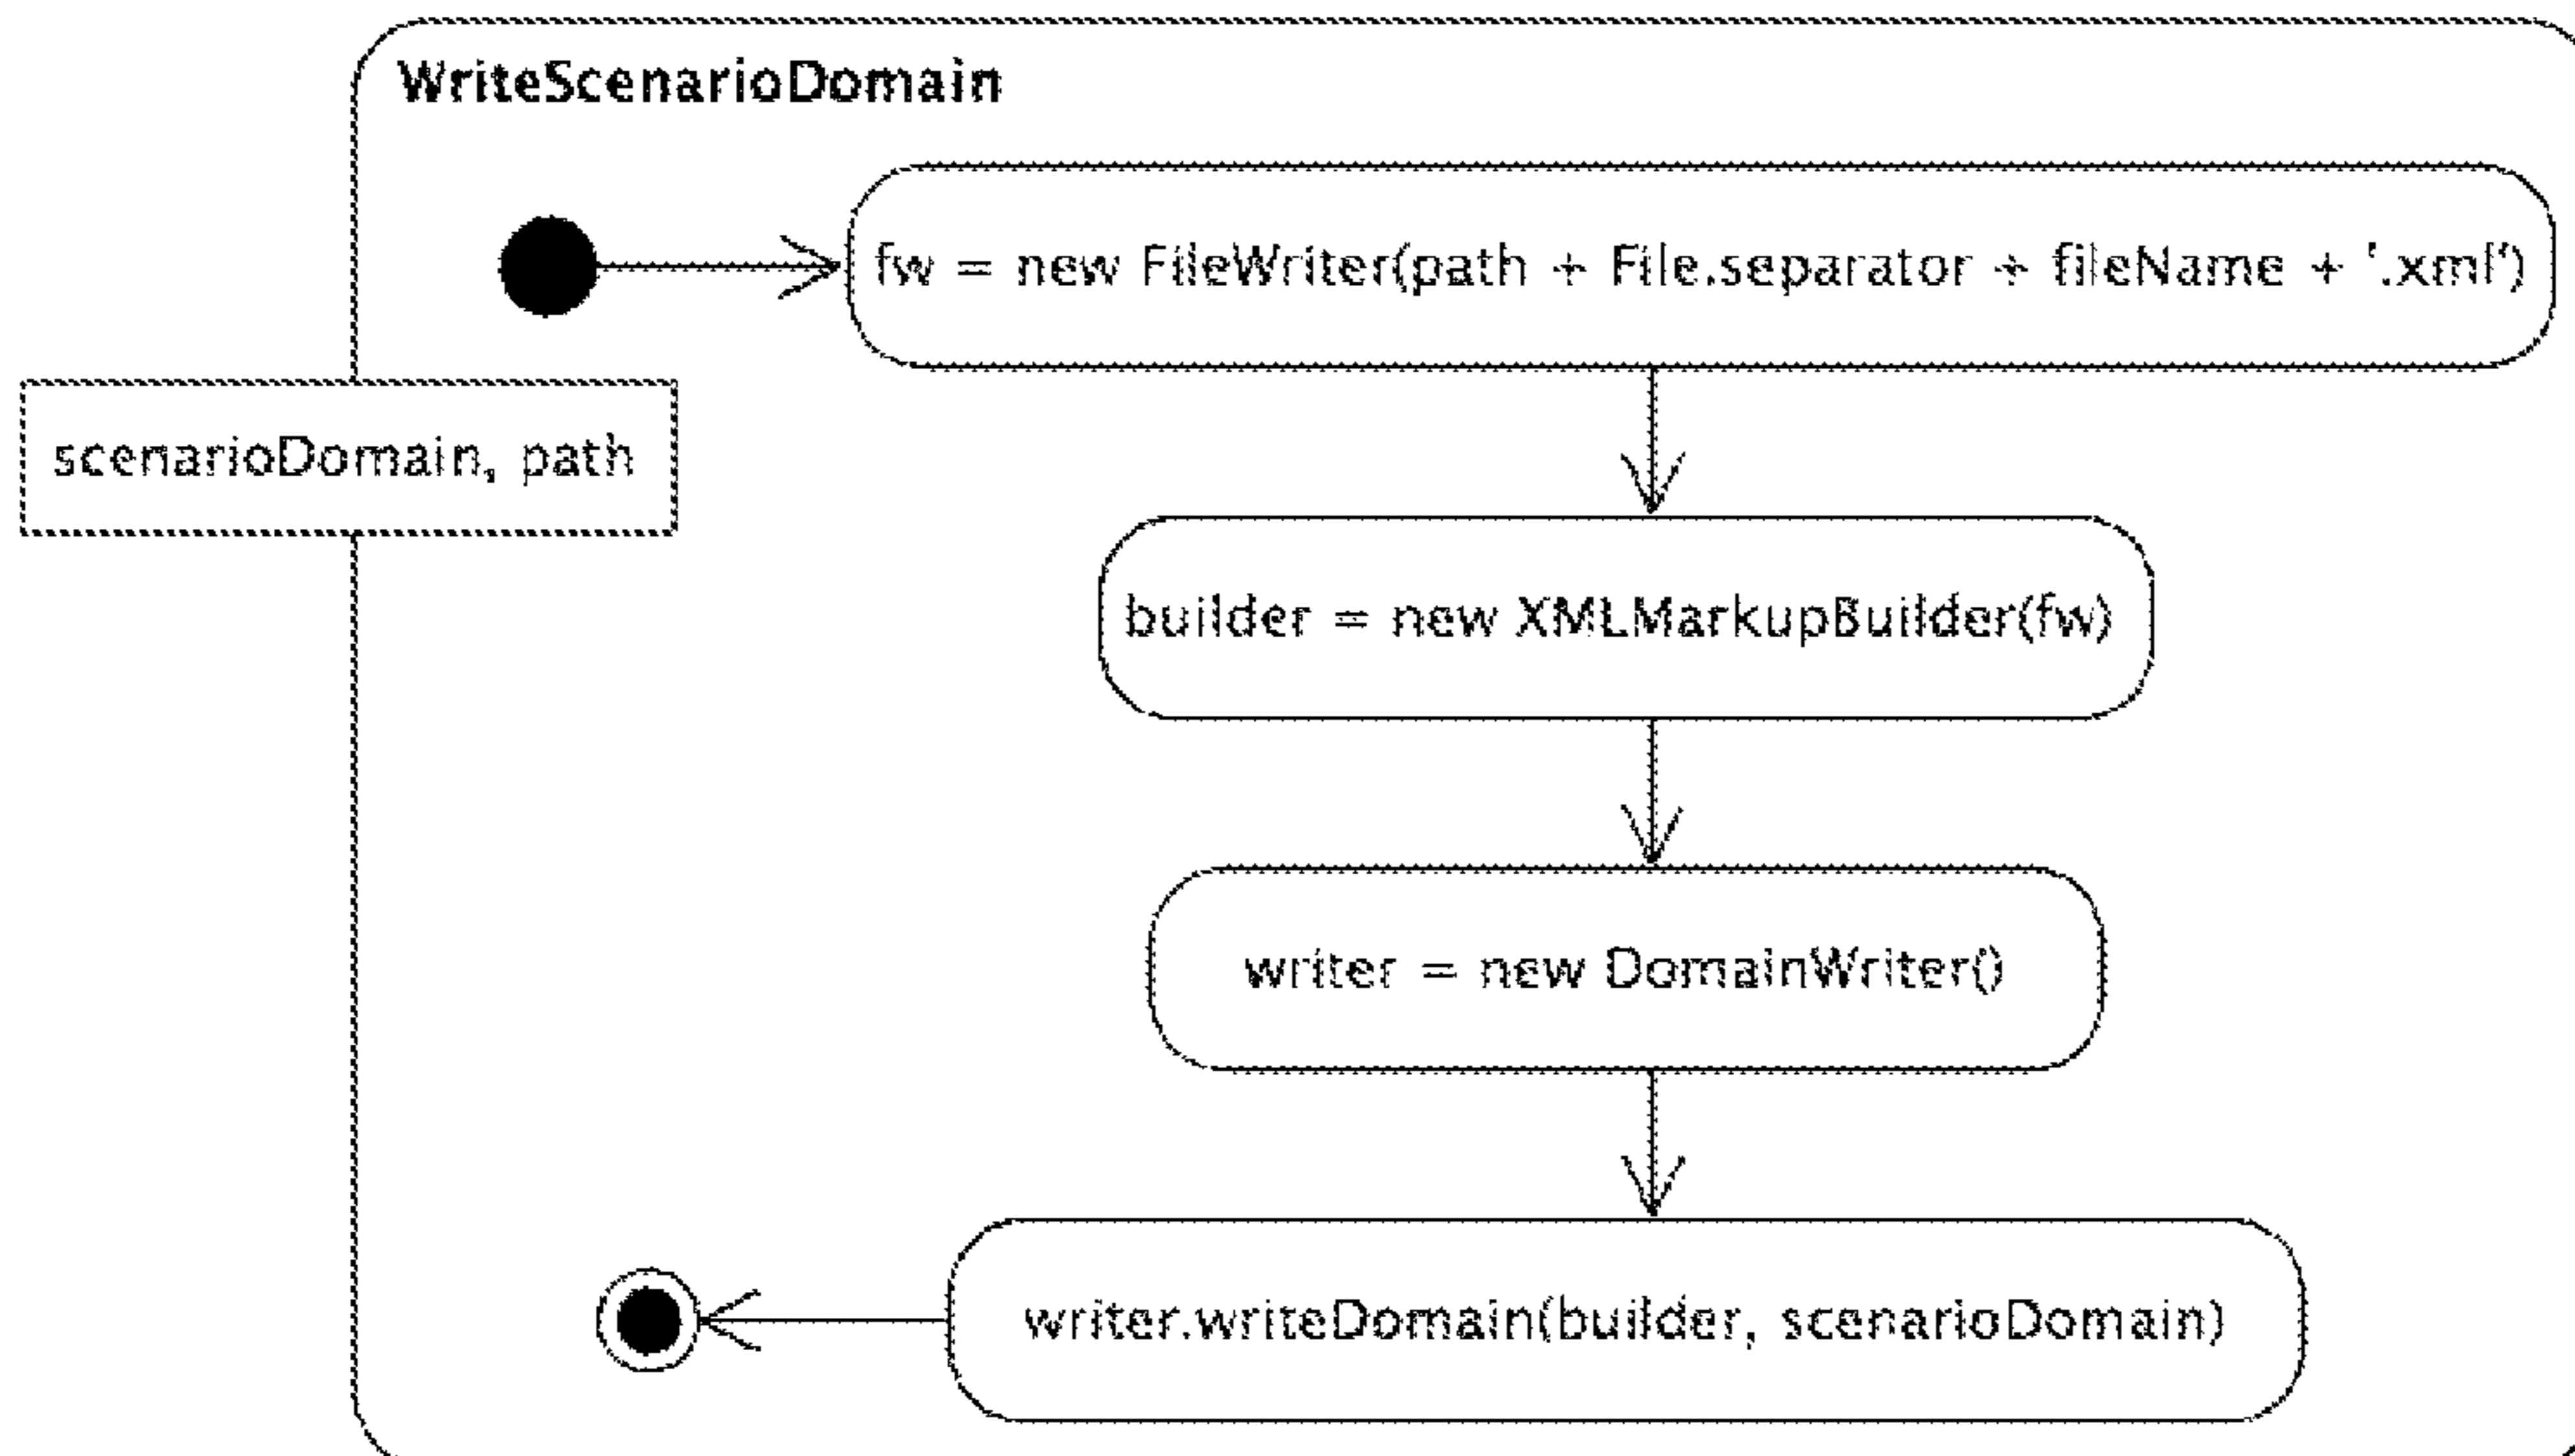 WriteScenarioDomain
fw = new FileWriter(path + File.separator + fileName + '.xml')
scenarioDomain, path
builder = new XMLMarkupBuilder(fw)
writer = new DomainWriter()
writer.writeDomain(builder, scenarioDomain)